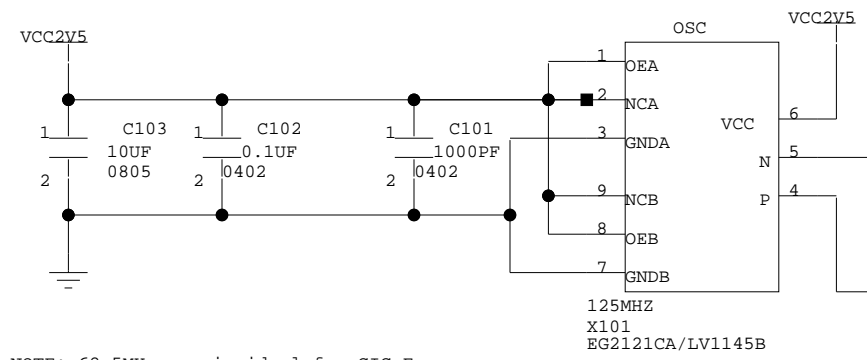 VCC2V5
OSC
VCC2V5
1
OEA
2
NCA
1
C103
10UF
0805
2
1
C102
0.1UF
0402
2
1
C101
1000PF
0402
2
3
GNDA
VCC
6
N
5
P
4
9
NCB
8
OEB
7
GNDB
125MHZ
X101
EG2121CA/LV1145B